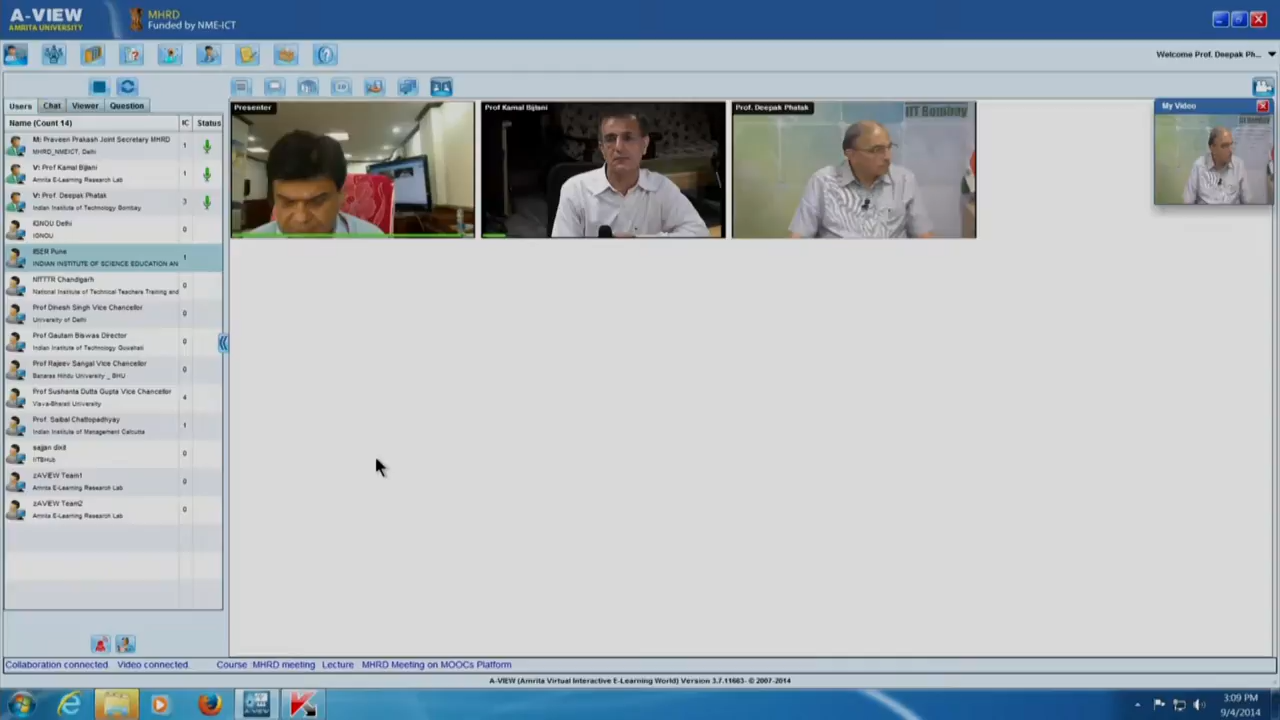 A-VIEW
AMRITA UNIVERSITY
MHRD
Funded by NME-ICT
Welcome Prof. Deepak Ph...
Users
Chat
Viewer
Question
Name (Count 14)
IC
Status
M: Praveen Prakash Joint Secretary MHRD
1
MHRD_NMEICT, Delhi
V: Prof Kamal Bijlani
1
Amrita E-Learning Research Lab
V: Prof. Deepak Phatak
3
Indian Institute of Technology Bombay
IGNOU Delhi
0
IGNOU
IISER Pune
1
INDIAN INSTITUTE OF SCIENCE EDUCATION AN
NITTTR Chandigarh
0
National Institute of Technical Teachers Training and
Prof Dinesh Singh Vice Chancellor
0
University of Delhi
Prof Gautam Biswas Director
0
Indian Institute of Technology Guwahati
Prof Rajeev Sangal Vice Chancellor
0
Banaras Hindu University _ BHU
Prof Sushanta Dutta Gupta Vice Chancellor
4
Visva-Bharati University
Prof. Saibal Chattopadhyay
1
Indian Institute of Management Calcutta
sajjan dixit
0
IITBHub
zAVIEW Team1
0
Amrita E-Learning Research Lab
zAVIEW Team2
0
Amrita E-Learning Research Lab
Presenter
Prof Kamal Bijlani
Prof. Deepak Phatak
IIT Bombay
My Video
Collaboration connected. Video connected.
Course MHRD meeting Lecture MHRD Meeting on MOOCs Platform
A-VIEW (Amrita Virtual Interactive E-Learning World) Version 3.7.11683- © 2007-2014
A-VIEW
3:09 PM
9/4/2014